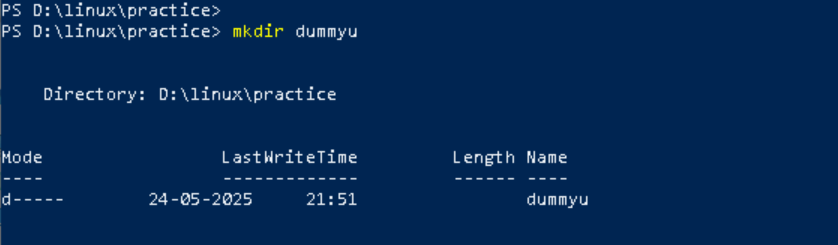 PS D:\linux\practice>
PS D:\linux\practice> mkdir dummyu
Directory: D:\linux\practice
Mode LastWriteTime Length Name
---- ------------- ------ ----
d----- 24-05-2025 21:51 dummyu